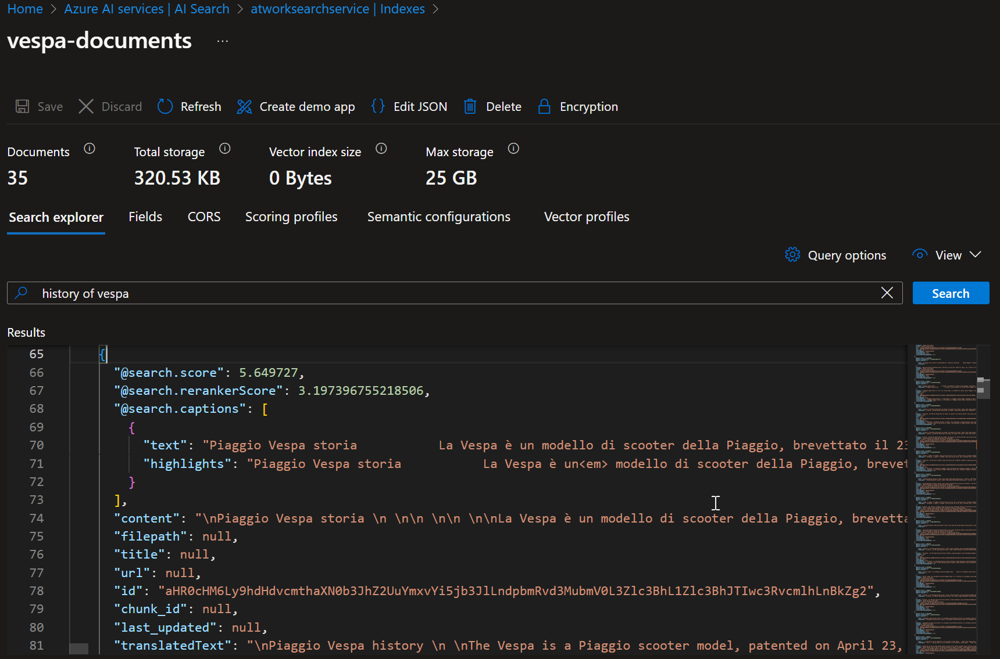 Home > Azure AI services | AI Search > atworksearchservice | Indexes >
vespa-documents ...
Save Discard Refresh Create demo app {} Edit JSON Delete Encryption
Documents Total storage Vector index size Max storage
35 320.53 KB 0 Bytes 25 GB
Search explorer Fields CORS Scoring profiles Semantic configurations Vector profiles
Query options View
history of vespa Search
Results
65 {
66 "@search.score": 5.649727,
67 "@search.rerankerScore": 3.197396755218506,
68 "@search.captions": [
69 {
70 "text": "Piaggio Vespa storia La Vespa è un modello di scooter della Piaggio, brevettato il 23
71 "highlights": "Piaggio Vespa storia La Vespa è un<em> modello di scooter della Piaggio, brevet
72 }
73 ],
74 "content": "\nPiaggio Vespa storia \n \n\n \n\n \n\nLa Vespa è un modello di scooter della Piaggio, brevetta
75 "filepath": null,
76 "title": null,
77 "url": null,
78 "id": "aHR0cHM6Ly9hdHdvcmthaXN0b3JhZ2UuYmxvYi5jb3JlLndpbmRvd3MubmV0L3Zlc3BhL1Zlc3BhJTIwc3RvcmlhLnBkZg2",
79 "chunk_id": null,
80 "last_updated": null,
81 "translatedText": "\nPiaggio Vespa history \n \nThe Vespa is a Piaggio scooter model, patented on April 23,